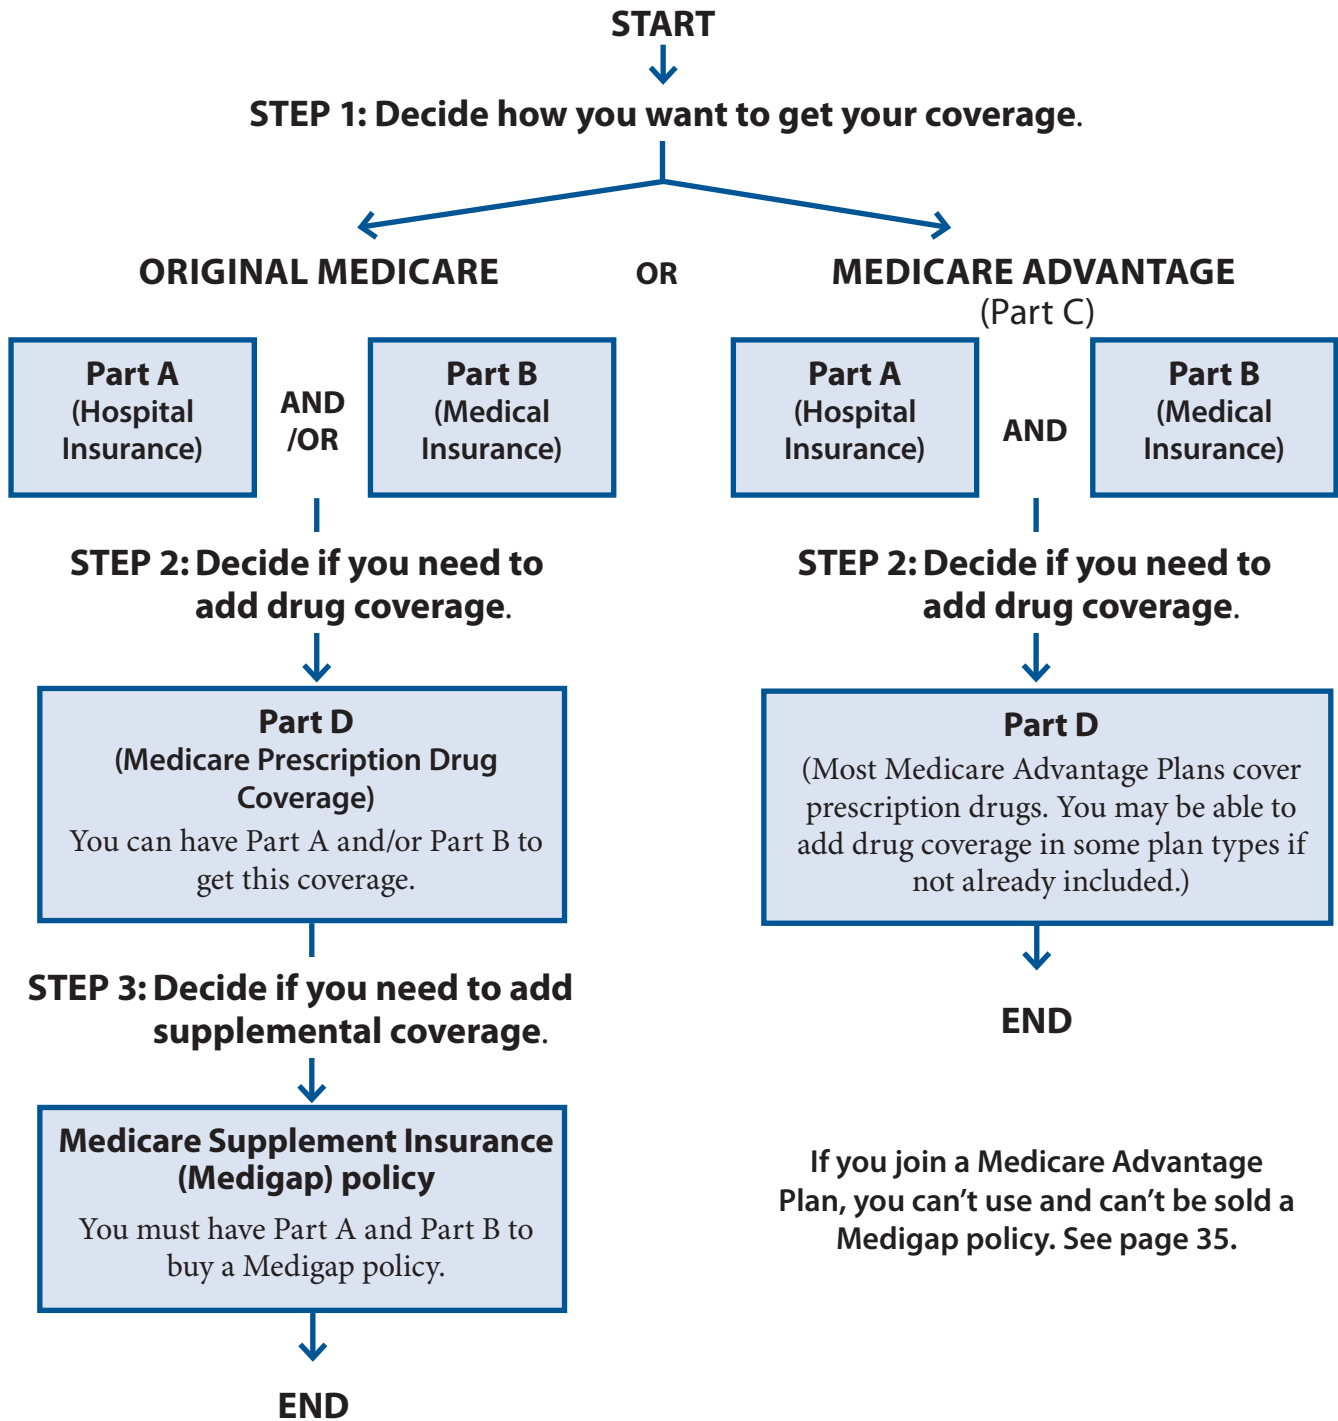 START
STEP 1: Decide how you want to get your coverage.
ORIGINAL MEDICARE
OR
MEDICARE ADVANTAGE
(Part C)
Part A
(Hospital
Insurance)
AND
/OR
Part B
(Medical
Insurance)
Part A
(Hospital
Insurance)
AND
Part B
(Medical
Insurance)
STEP 2: Decide if you need to
add drug coverage.
Part D
(Medicare Prescription Drug
Coverage)
You can have Part A and/or Part B to
get this coverage.
STEP 3: Decide if you need to add
supplemental coverage.
Medicare Supplement Insurance
(Medigap) policy
You must have Part A and Part B to
buy a Medigap policy.
END
STEP 2: Decide if you need to
add drug coverage.
Part D
(Most Medicare Advantage Plans cover
prescription drugs. You may be able to
add drug coverage in some plan types if
not already included.)
END
If you join a Medicare Advantage
Plan, you can’t use and can’t be sold a
Medigap policy. See page 35.